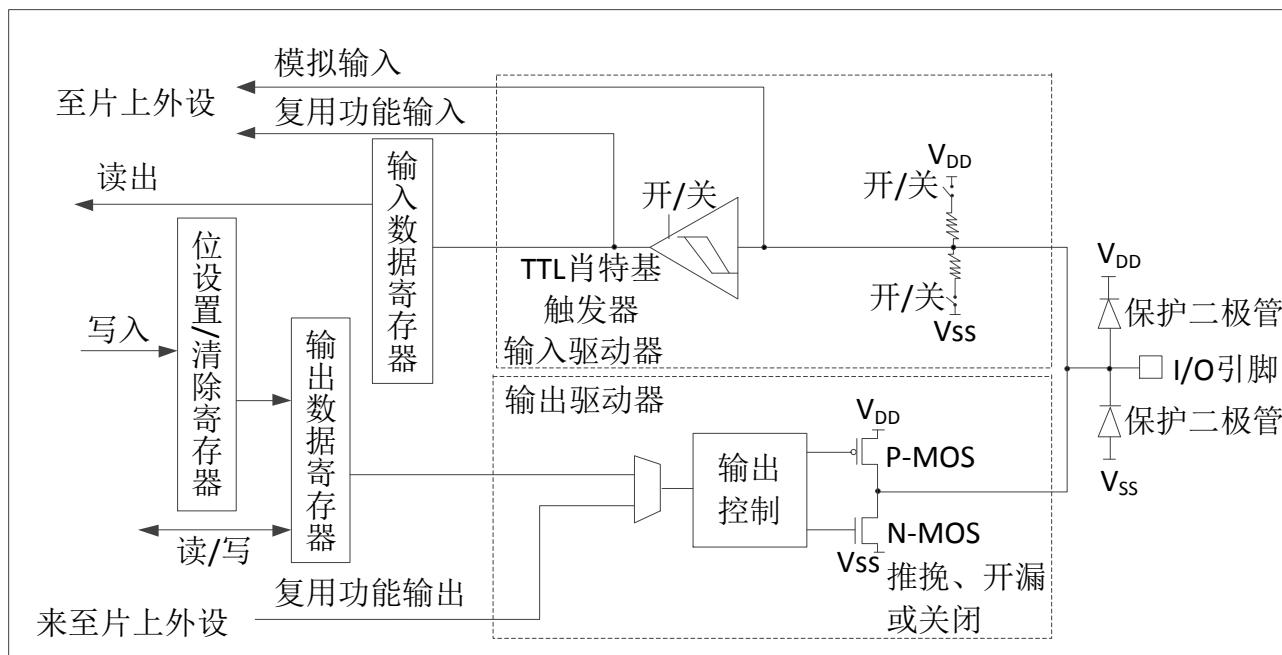 模拟输入
至片上外设
复用功能输入
读出
输入数据寄存器
开/关
TTL肖特基
触发器
输入驱动器
V_DD
开/关
开/关
Vss
V_DD
保护二极管
I/O引脚
保护二极管
V_SS
位设置/清除寄存器
写入
输出数据寄存器
读/写
复用功能输出
来至片上外设
输出驱动器
输出
控制
V_DD
P-MOS
N-MOS
Vss
推挽、开漏
或关闭